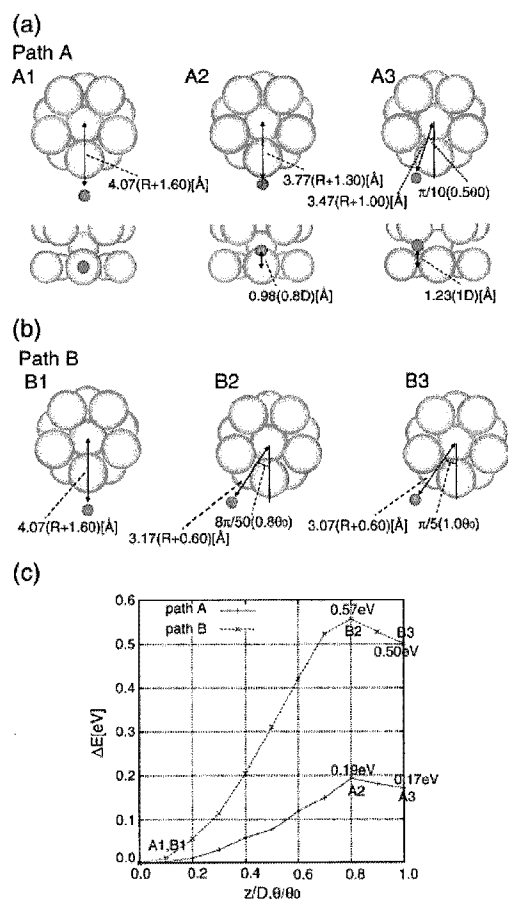 (a)
Path A
A1
A2
A3
4.07(R+1.60)[Å]
3.77(R+1.30)[Å]
3.47(R+1.00)[Å]
π/10(0.5θ0)
0.98(0.8D)[Å]
1.23(1D)[Å]
(b)
Path B
B1
B2
B3
4.07(R+1.60)[Å]
3.17(R+0.60)[Å]
8π/50(0.8θ0)
3.07(R+0.60)[Å]
π/5(1.0θ0)
(c)
path A
path B
0.57eV
B2
B3
0.50eV
0.19eV
A2
0.17eV
A3
A1,B1
ΔE[eV]
0.6
0.5
0.4
0.3
0.2
0.1
0.0
0.0 0.2 0.4 0.6 0.8 1.0
z/D,θ/θ0